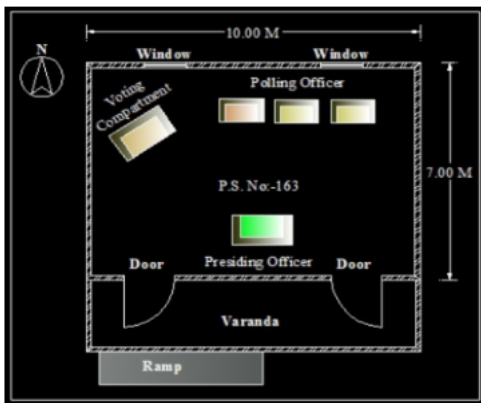 10.00 M
N
Window
Window
Polling Officer
Voting
Compartment
7.00 M
P.S. No:-163
Door
Presiding Officer
Door
Varanda
Ramp